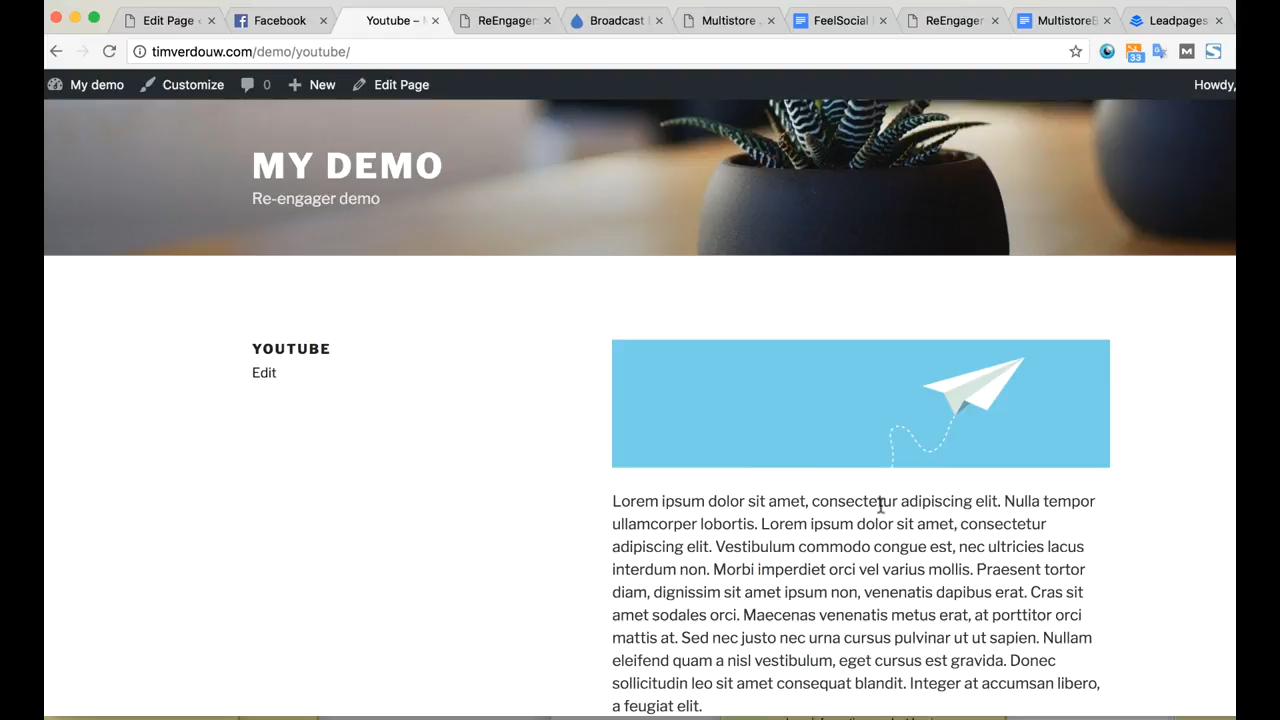 Edit Page
Facebook
Youtube –
ReEngager
Broadcast
Multistore
FeelSocial
ReEngager
MultistoreE
Leadpages
timverdouw.com/demo/youtube/
33
M
S
My demo
Customize
0
New
Edit Page
Howdy,
MY DEMO
Re-engager demo
YOUTUBE
Edit
Lorem ipsum dolor sit amet, consectetur adipiscing elit. Nulla tempor
ullamcorper lobortis. Lorem ipsum dolor sit amet, consectetur
adipiscing elit. Vestibulum commodo congue est, nec ultricies lacus
interdum non. Morbi imperdiet orci vel varius mollis. Praesent tortor
diam, dignissim sit amet ipsum non, venenatis dapibus erat. Cras sit
amet sodales orci. Maecenas venenatis metus erat, at porttitor orci
mattis at. Sed nec justo nec urna cursus pulvinar ut ut sapien. Nullam
eleifend quam a nisl vestibulum, eget cursus est gravida. Donec
sollicitudin leo sit amet consequat blandit. Integer at accumsan libero,
a feugiat elit.